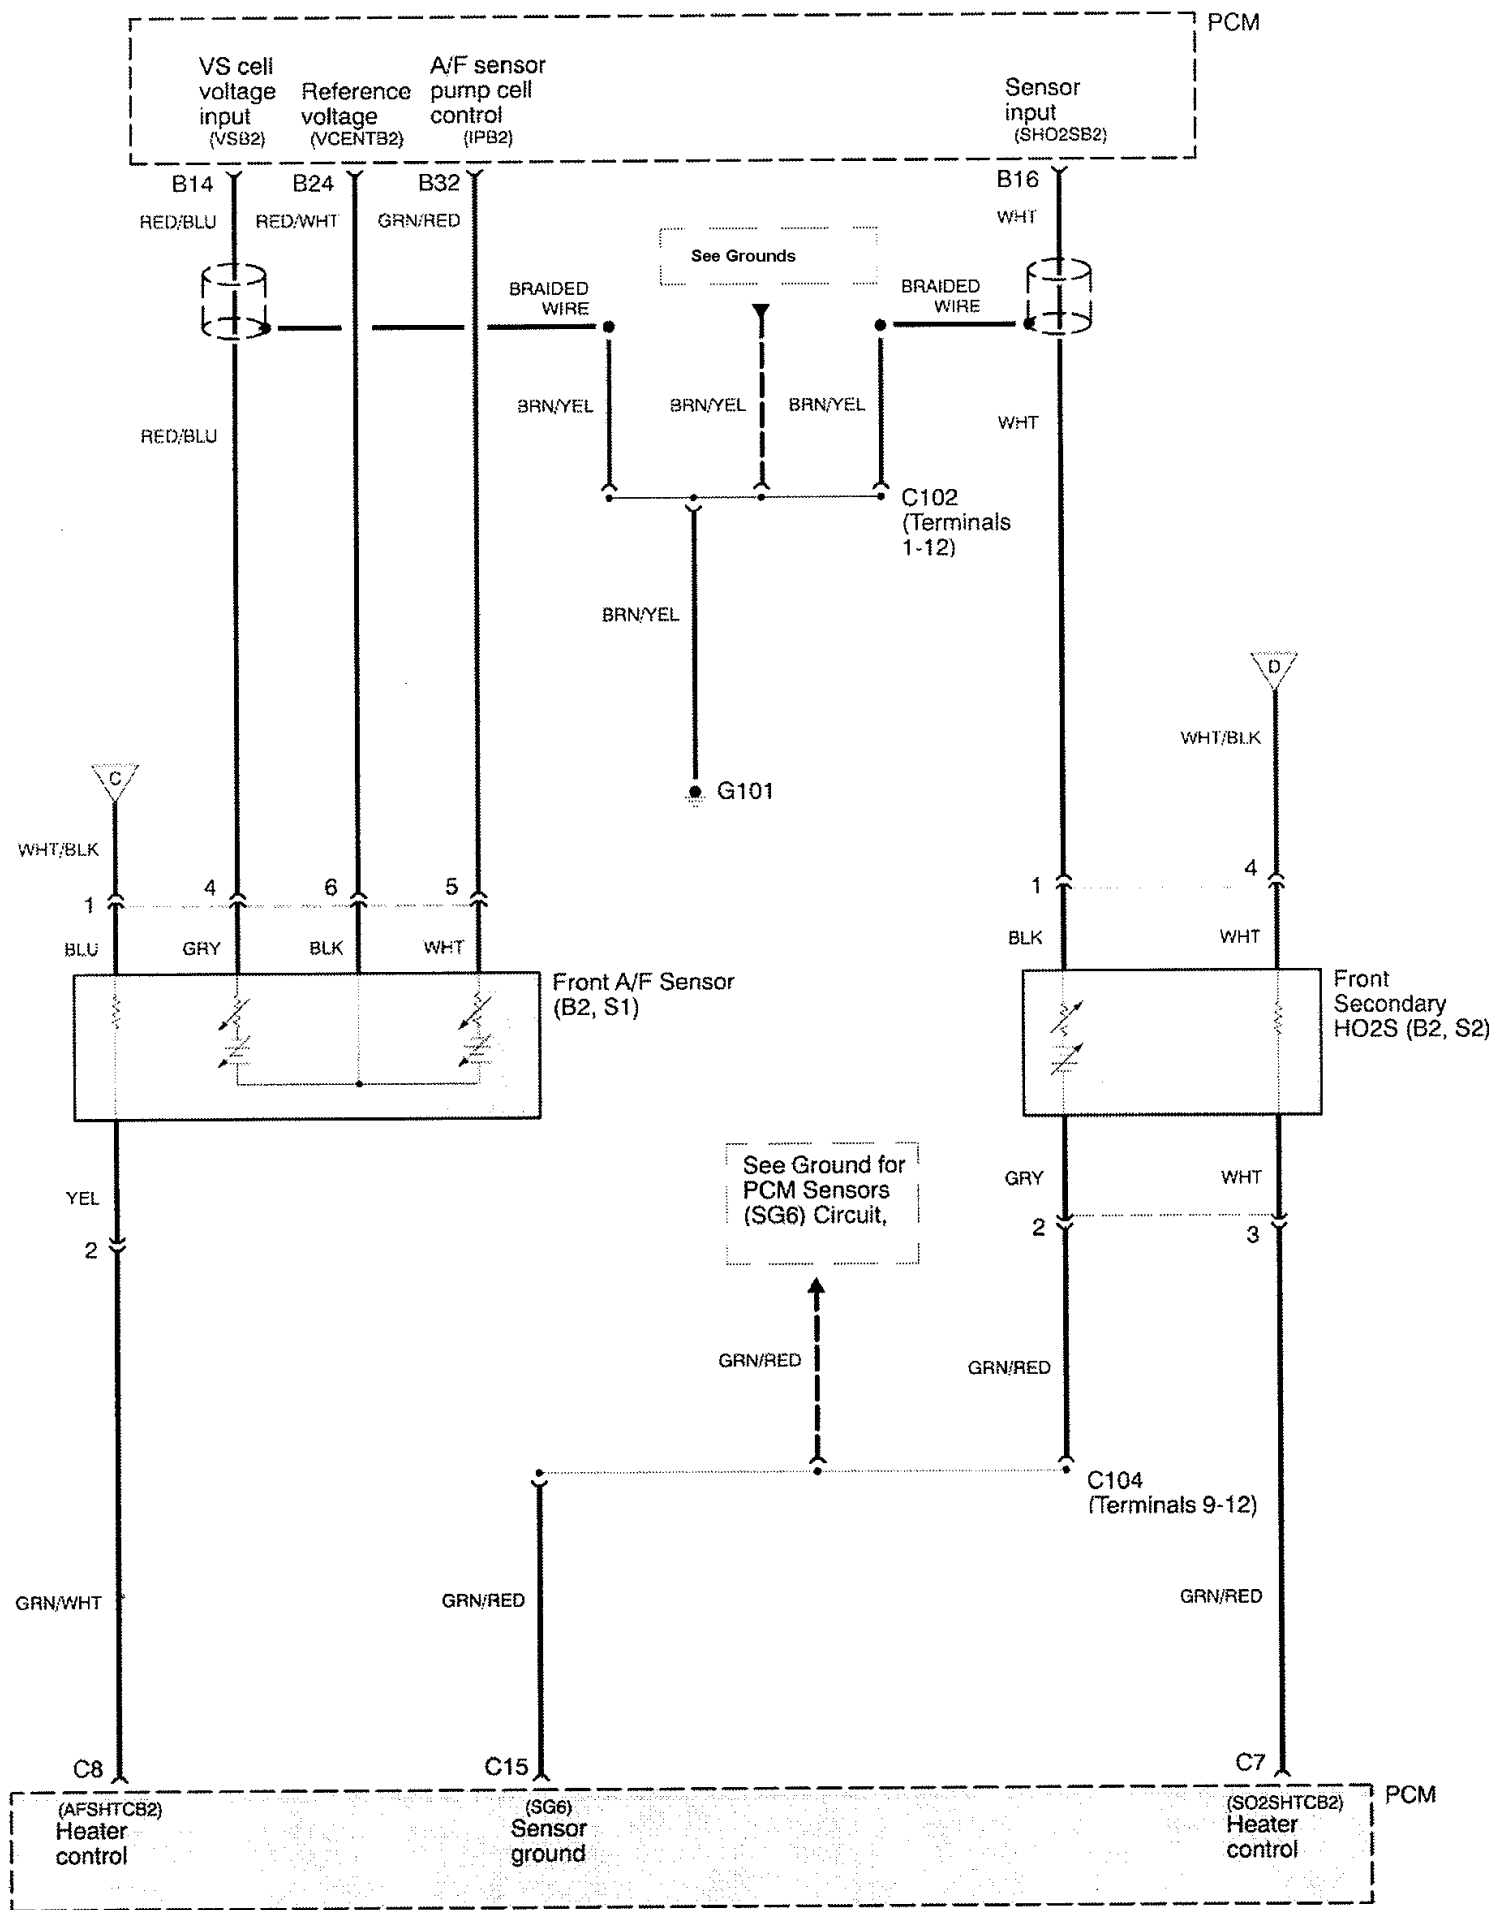 PCM
VS cell
voltage
input
(VSB2)
Reference
voltage
(VCENTB2)
A/F sensor
pump cell
control
(IPB2)
Sensor
input
(SHO2SB2)
B14
B24
B32
B16
RED/BLU
RED/WHT
GRN/RED
WHT
See Grounds
BRAIDED
WIRE
BRAIDED
WIRE
BRN/YEL
BRN/YEL
BRN/YEL
RED/BLU
WHT
C102
(Terminals
1-12)
BRN/YEL
D
WHT/BLK
C
G101
WHT/BLK
1
4
6
5
1
4
BLU
GRY
BLK
WHT
BLK
WHT
Front A/F Sensor
(B2, S1)
Front
Secondary
HO2S (B2, S2)
See Ground for
PCM Sensors
(SG6) Circuit,
YEL
GRY
WHT
2
2
3
GRN/RED
GRN/RED
C104
(Terminals 9-12)
GRN/WHT
GRN/RED
GRN/RED
C8
C15
C7
PCM
(AFSHTCB2)
Heater
control
(SG6)
Sensor
ground
(SO2SHTCB2)
Heater
control